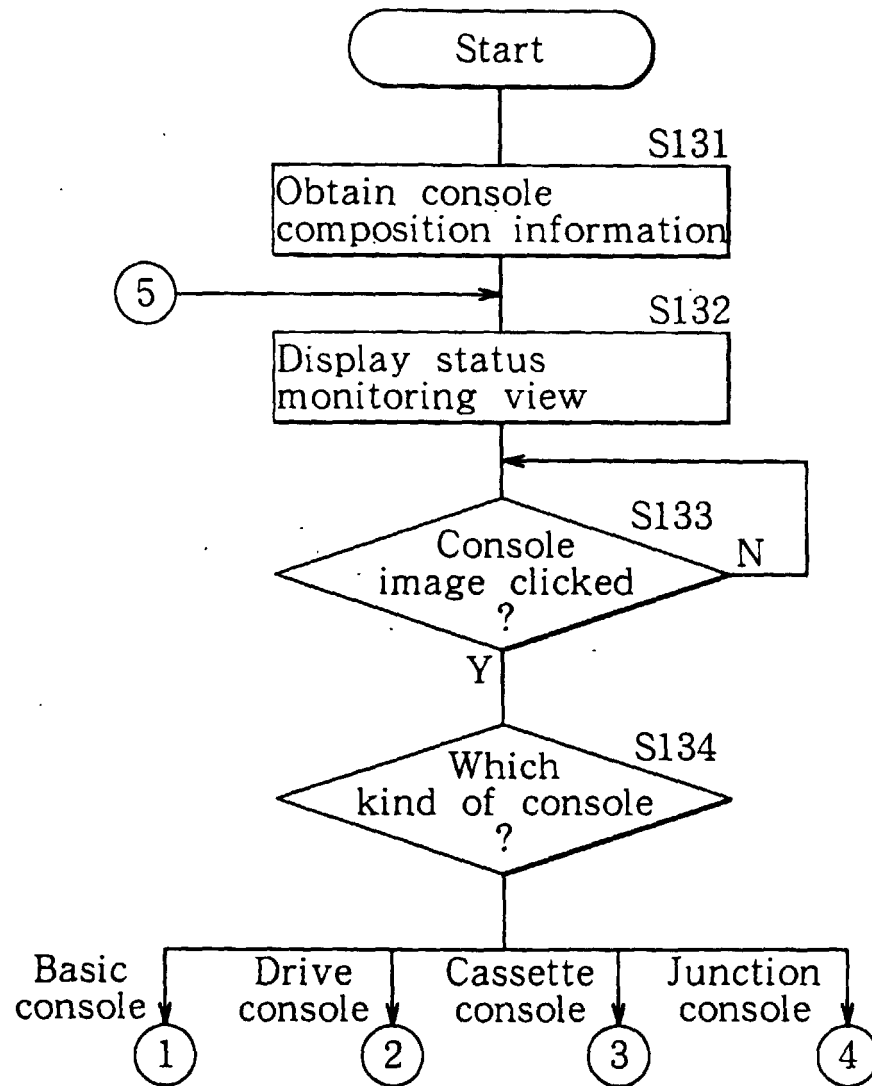 Start
S131
Obtain console
composition information
5
S132
Display status
monitoring view
S133
Console
image clicked
?
N
Y
S134
Which
kind of console
?
Basic
console
Drive
console
Cassette
console
Junction
console
1
2
3
4